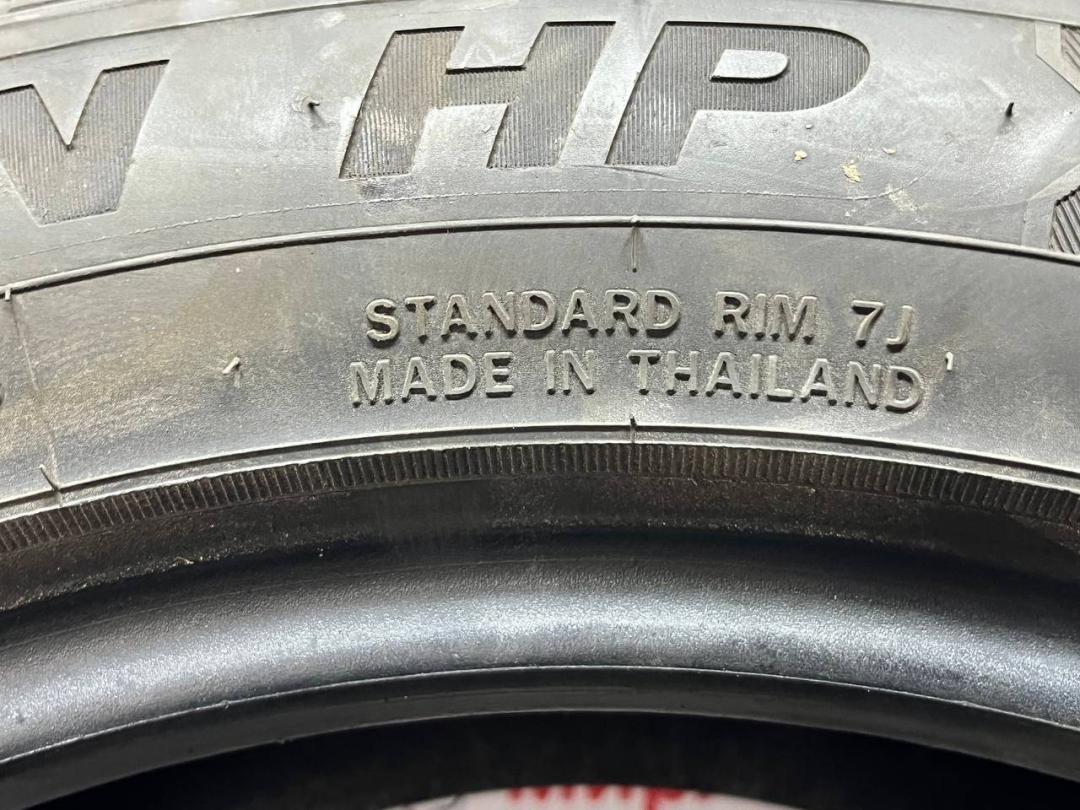 V HP
STANDARD RIM 7J
MADE IN THAILAND